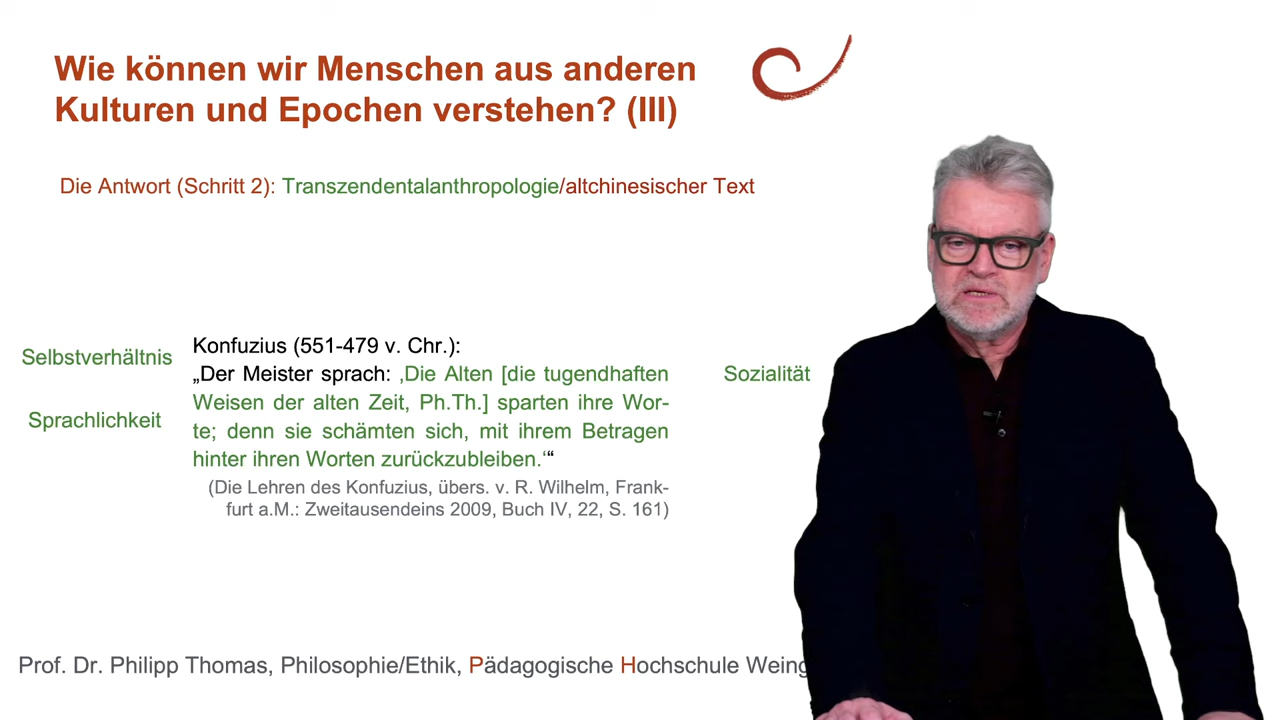 Wie können wir Menschen aus anderen
Kulturen und Epochen verstehen? (III)
Die Antwort (Schritt 2): Transzendentalanthropologie/altchinesischer Text
Selbstverhältnis
Sprachlichkeit
Konfuzius (551-479 v. Chr.):
„Der Meister sprach: ‚Die Alten [die tugendhaften
Weisen der alten Zeit, Ph.Th.] sparten ihre Wor-
te; denn sie schämten sich, mit ihrem Betragen
hinter ihren Worten zurückzubleiben.‘“
(Die Lehren des Konfuzius, übers. v. R. Wilhelm, Frank-
furt a.M.: Zweitausendeins 2009, Buch IV, 22, S. 161)
Sozialität
Prof. Dr. Philipp Thomas, Philosophie/Ethik, Pädagogische Hochschule Weing